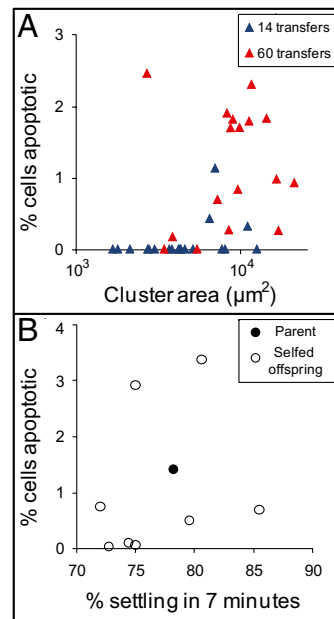 A
14 transfers
60 transfers
% cells apoptotic
3
2
1
0
10³
10⁴
Cluster area (µm²)
B
Parent
Selfed
offspring
% cells apoptotic
4
3
2
1
0
70
75
80
85
90
% settling in 7 minutes